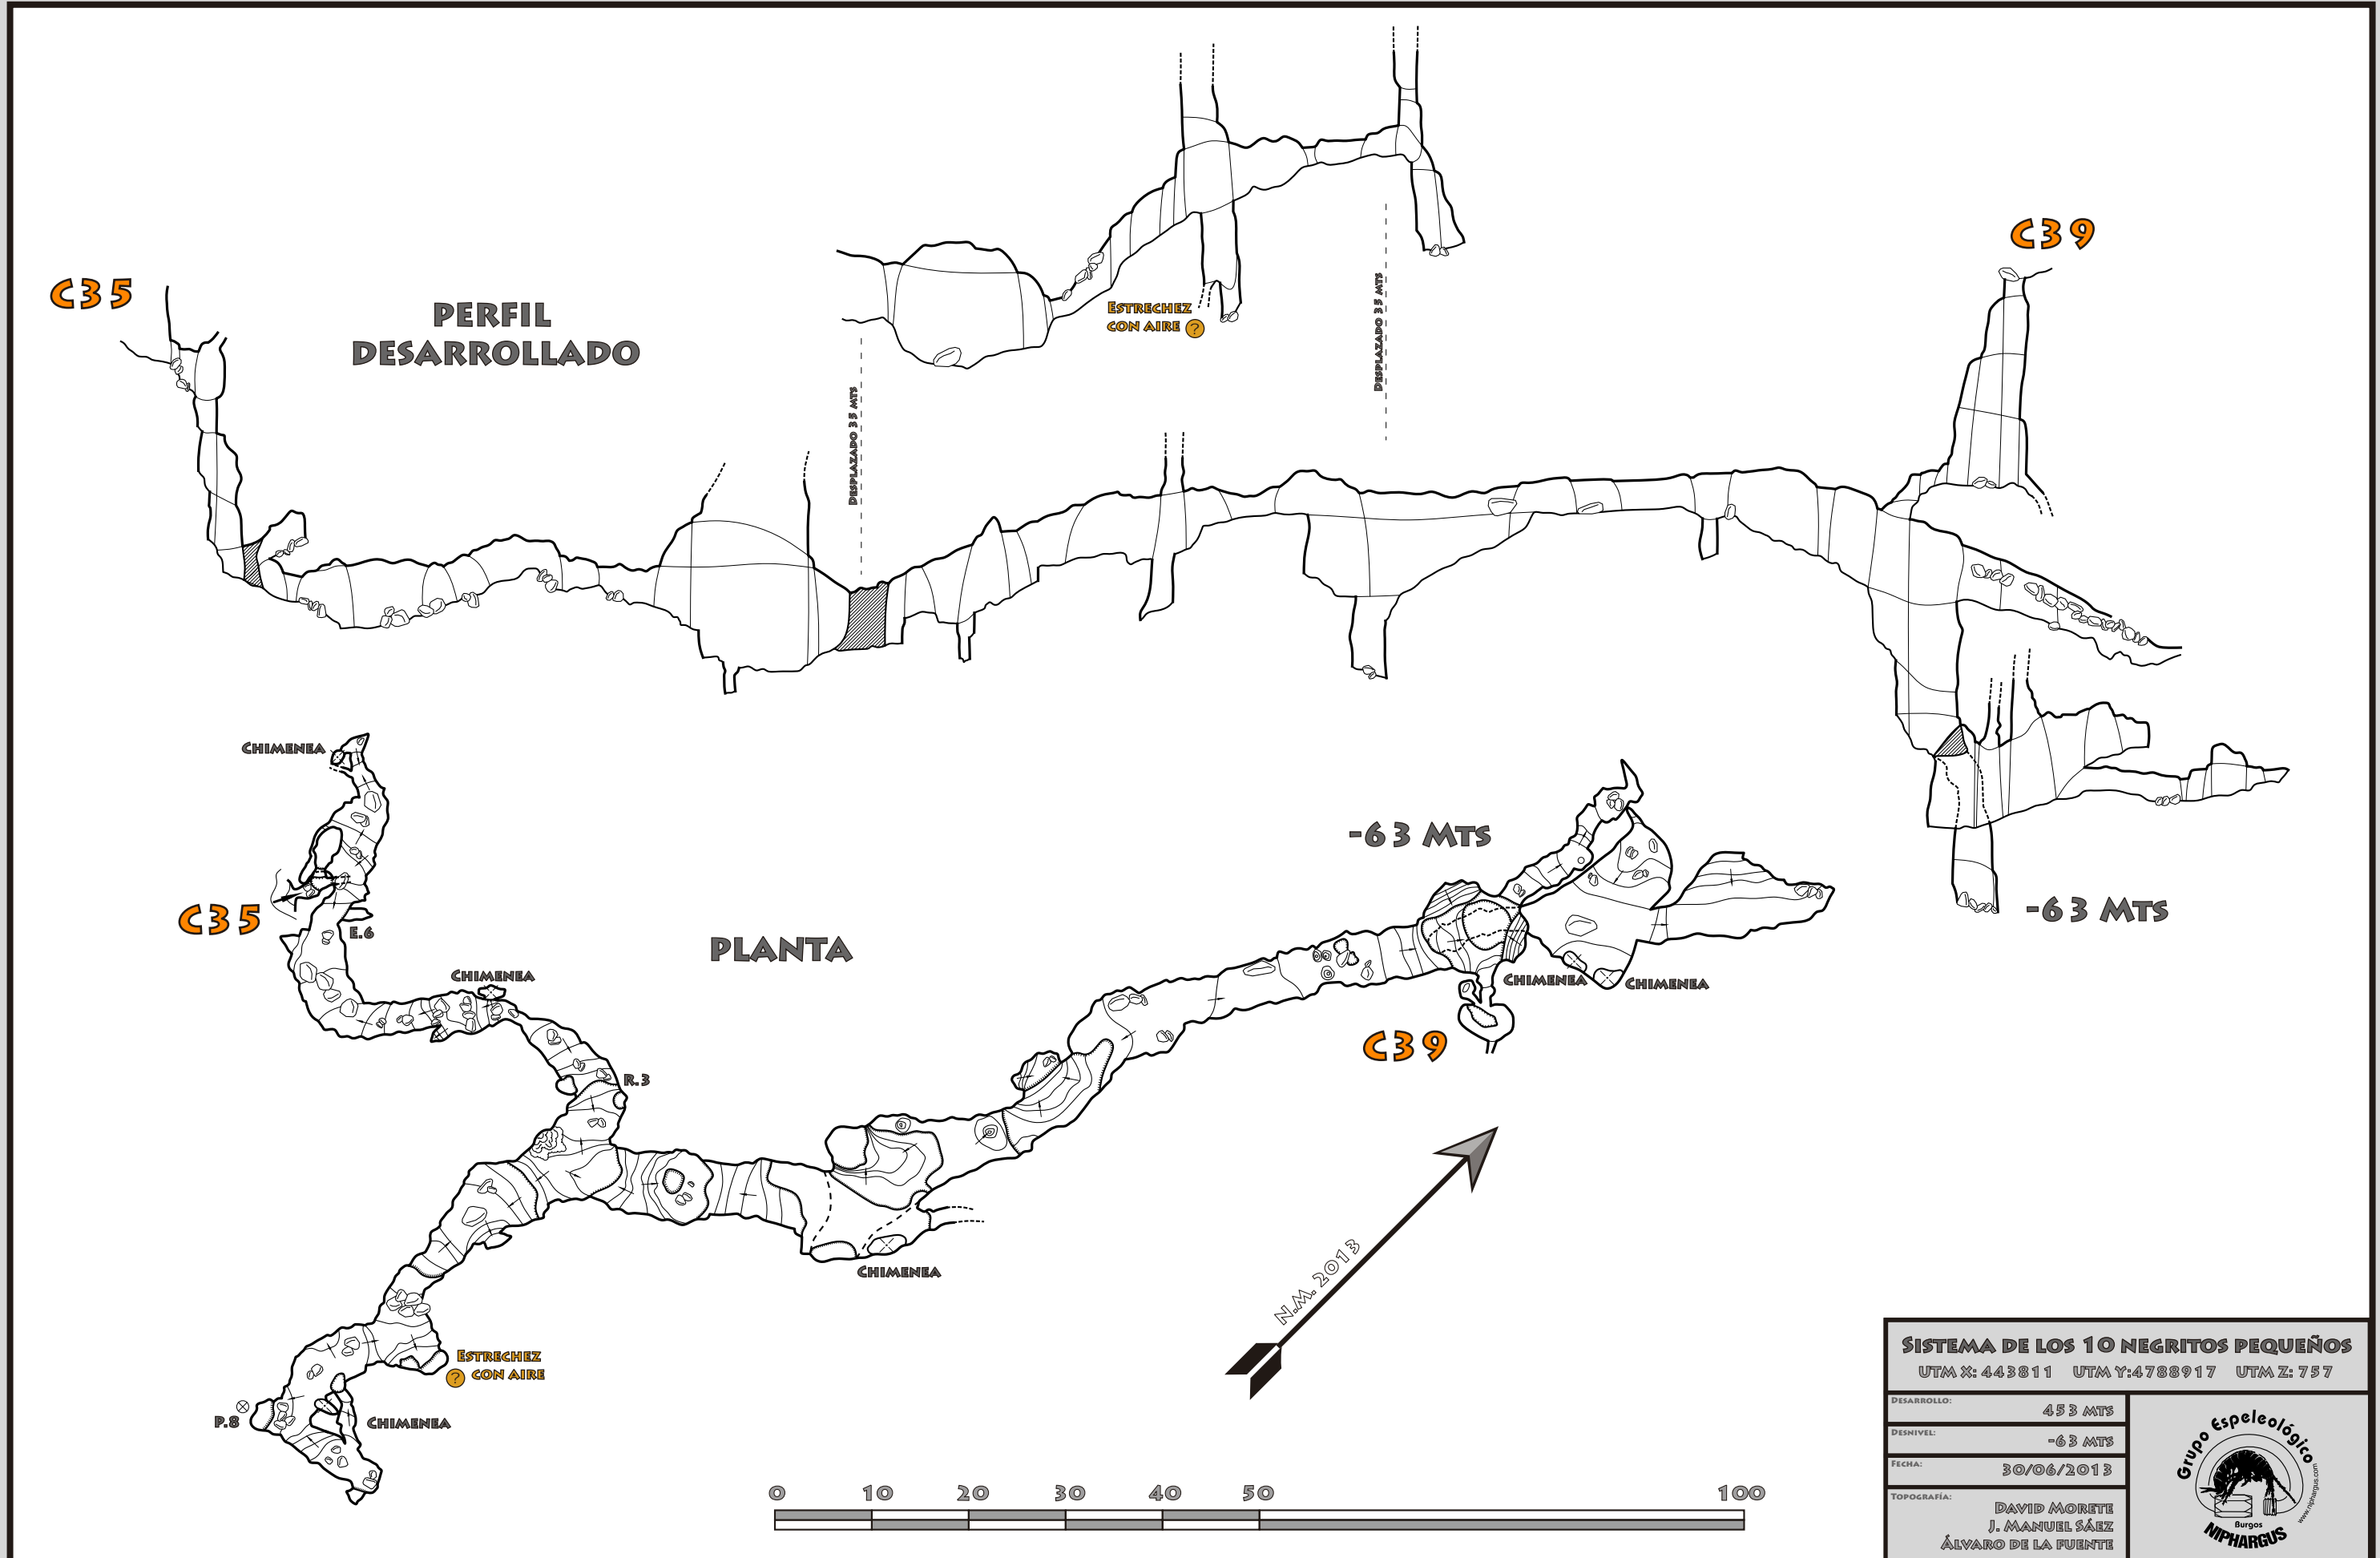 C35
PERFIL
DESARROLLADO
ESTRECHEZ
CON AIRE ?
DESPLAZADO 35 MTS
DESPLAZADO 35 MTS
C39
CHIMENEA
C35
E.6
CHIMENEA
PLANTA
R.3
-63 MTS
-63 MTS
CHIMENEA
CHIMENEA
C39
CHIMENEA
N.M. 2013
ESTRECHEZ
? CON AIRE
P.8
CHIMENEA
0 10 20 30 40 50 100
SISTEMA DE LOS 10 NEGRITOS PEQUEÑOS
UTM X: 443811 UTM Y:4788917 UTM Z: 757
DESARROLLO:
453 MTS
DESNIVEL:
-63 MTS
FECHA:
30/06/2013
TOPOGRAFÍA:
DAVID MORETE
J. MANUEL SÁEZ
ÁLVARO DE LA FUENTE
Grupo Espeleológico
www.niphargus.com
Burgos
NIPHARGUS